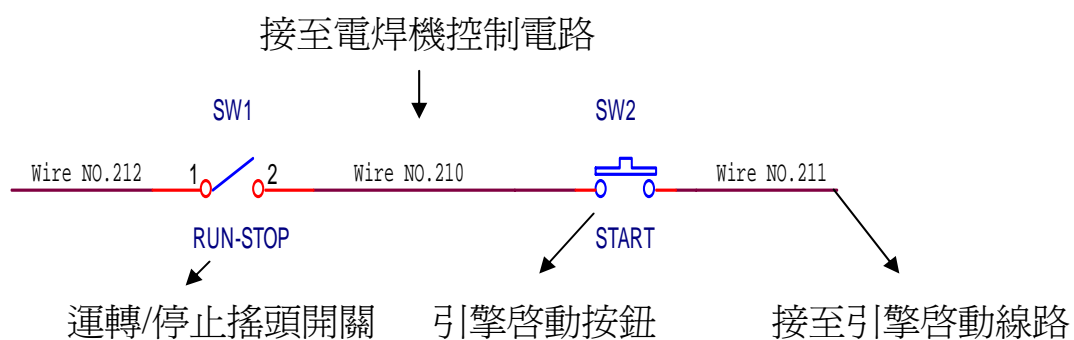 接至電焊機控制電路
SW1
SW2
Wire NO.212
1
2
Wire NO.210
Wire NO.211
RUN-STOP
START
運轉/停止搖頭開關
引擎啓動按鈕
接至引擎啓動線路